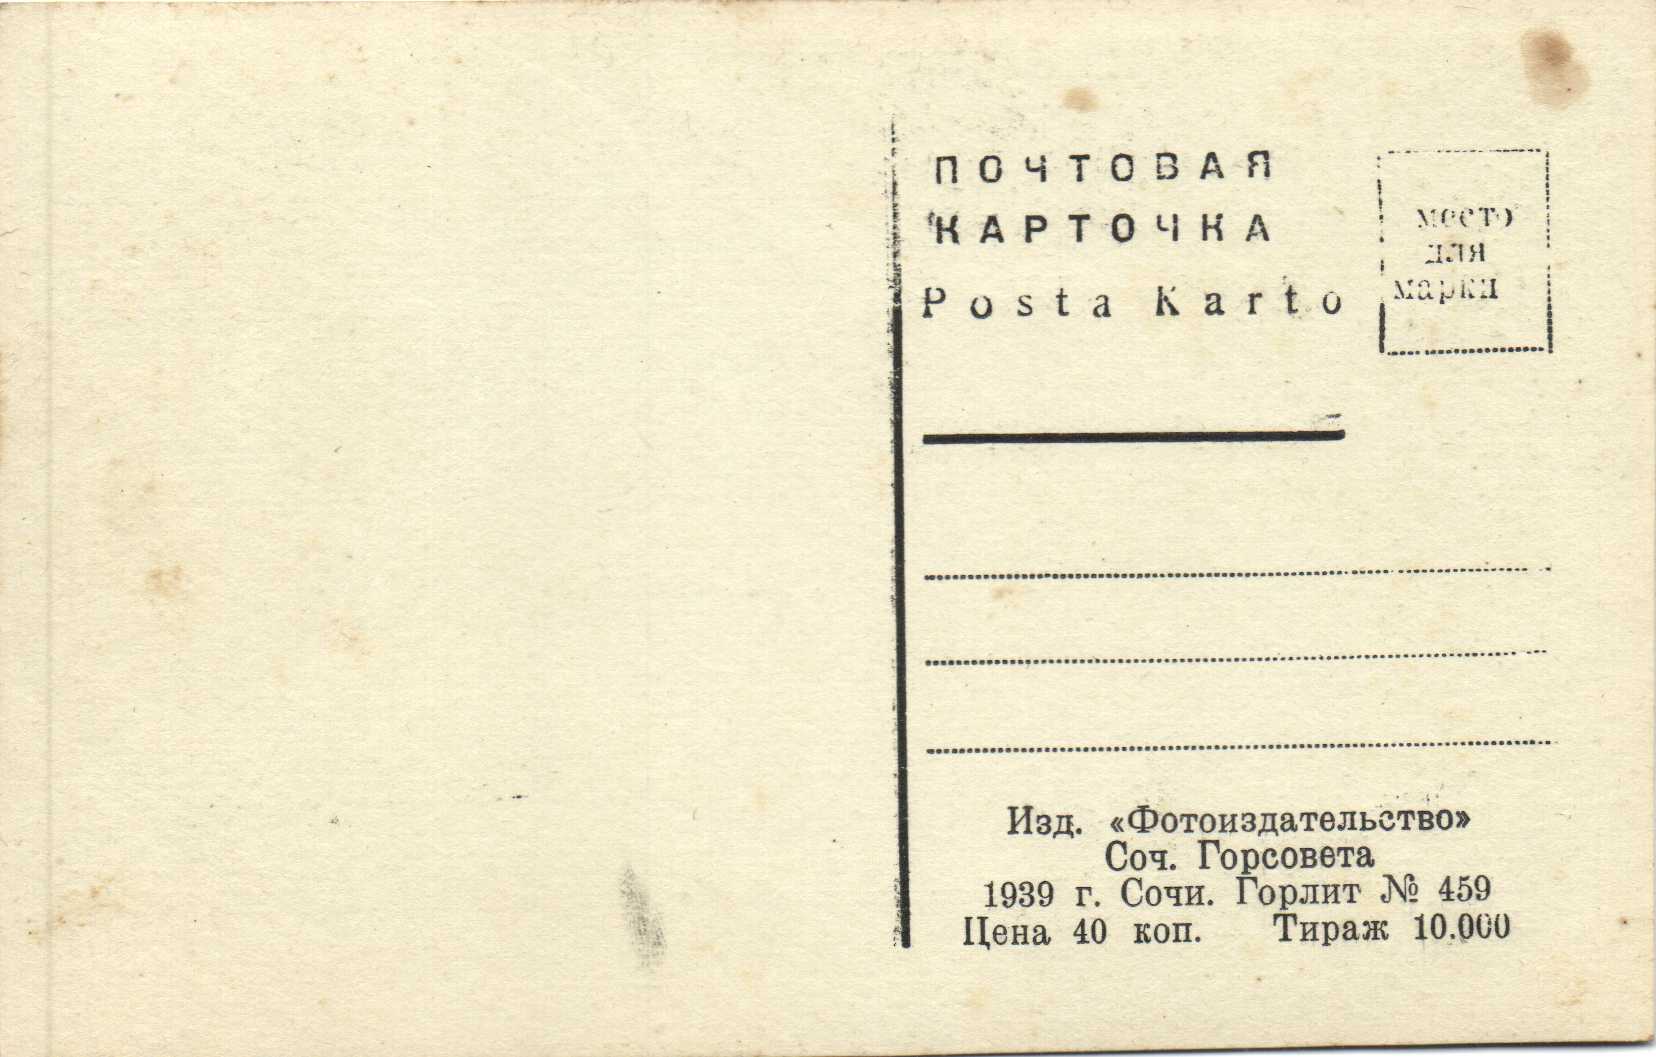 ПОЧТОВАЯ
КАРТОЧКА
Posta Karto
место
для
марки
Изд. «Фотоиздательство»
Соч. Горсовета
1939 г. Сочи. Горлит № 459
Цена 40 коп. Тираж 10.000